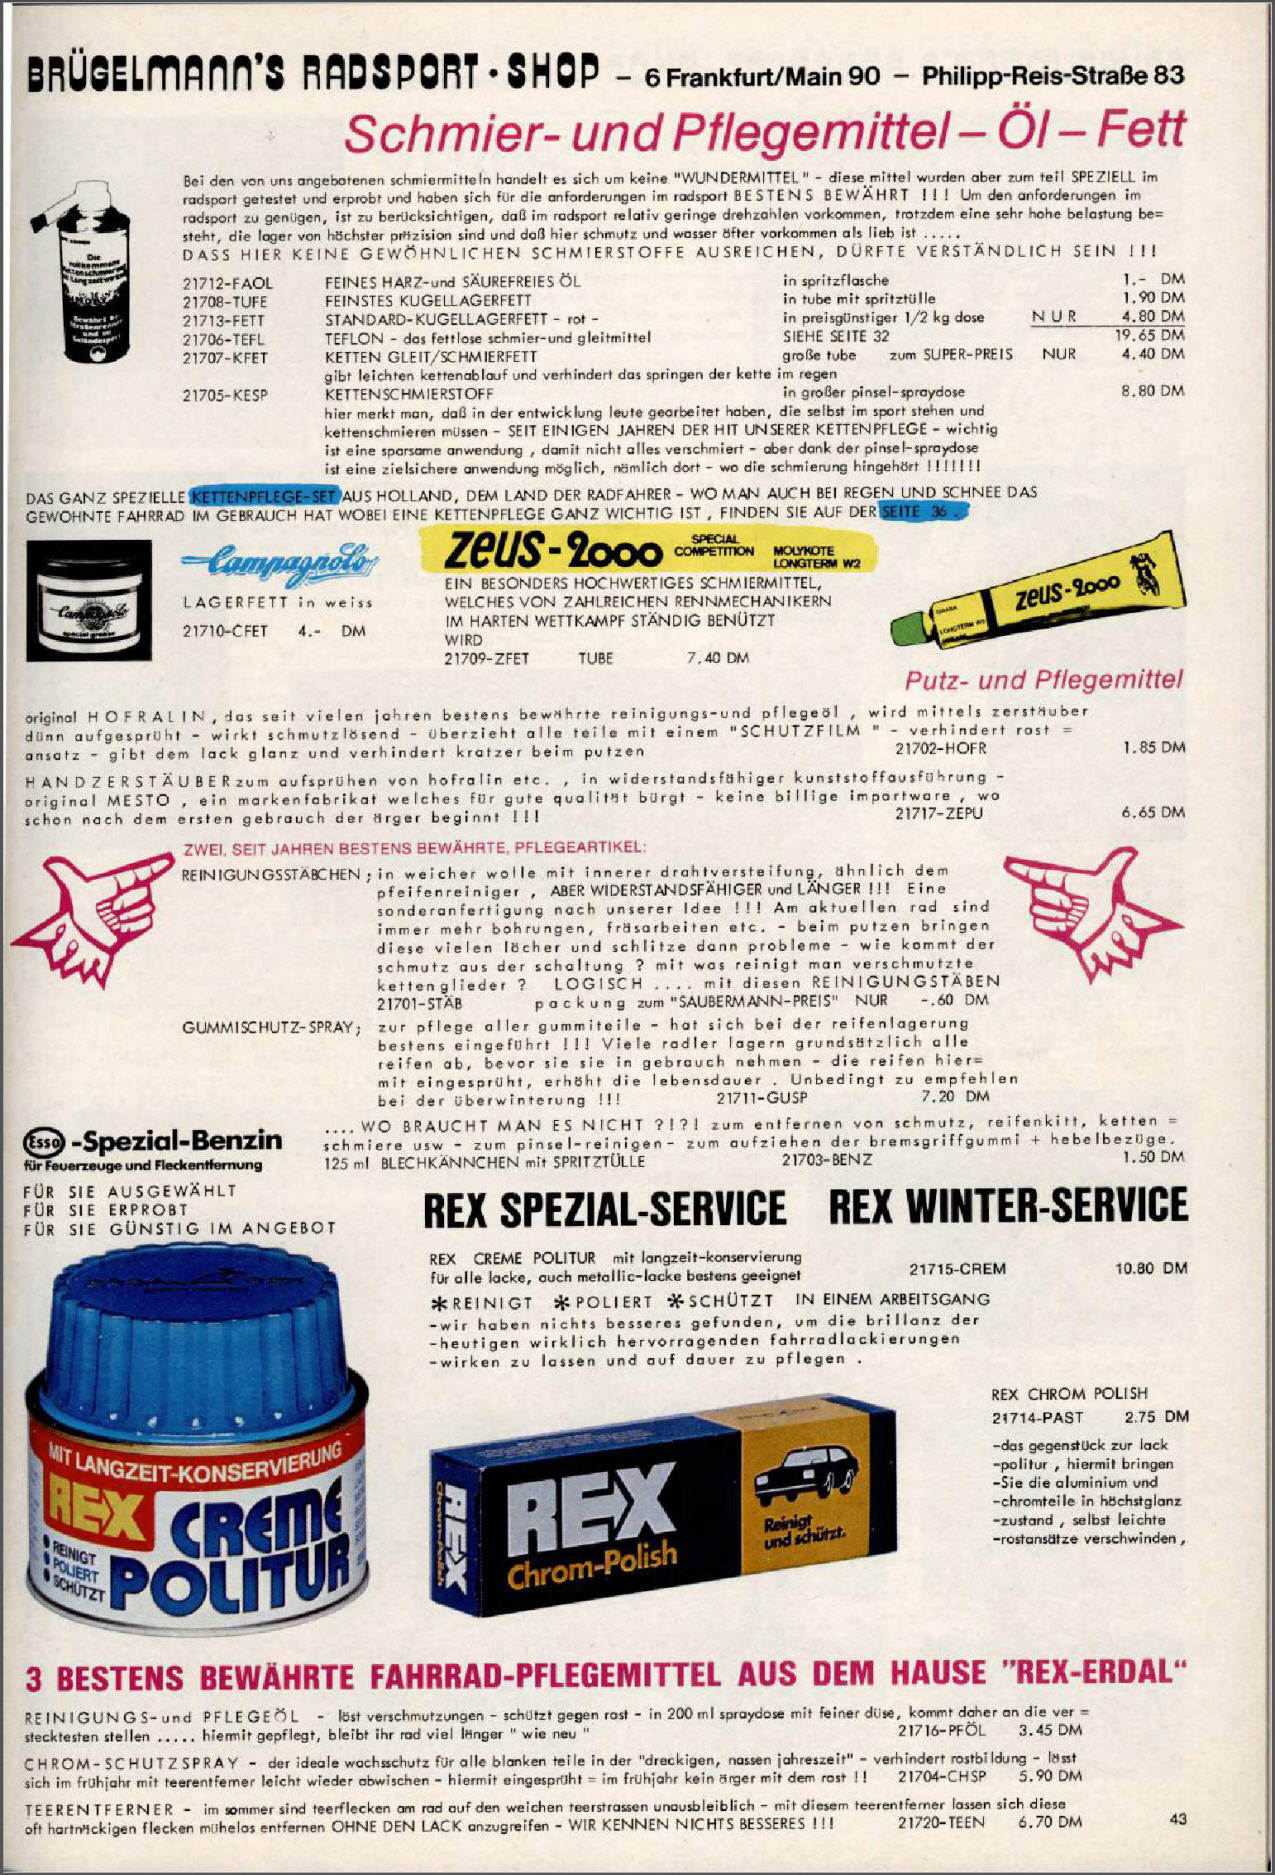 BRÜGELMANN'S RADSPORT · SHOP – 6 Frankfurt/Main 90 – Philipp-Reis-Straße 83
Schmier- und Pflegemittel – Öl – Fett
Bei den von uns angebotenen schmiermitteln handelt es sich um keine "WUNDERMITTEL" - diese mittel wurden aber zum teil SPEZIELL im
radsport getestet und erprobt und haben sich für die anforderungen im radsport BESTENS BEWÄHRT !!! Um den anforderungen im
radsport zu genügen, ist zu berücksichtigen, daß im radsport relativ geringe drehzahlen vorkommen, trotzdem eine sehr hohe belastung be=
steht, die lager von höchster präzision sind und daß hier schmutz und wasser öfter vorkommen als lieb ist .....
DASS HIER KEINE GEWÖHNLICHEN SCHMIERSTOFFE AUSREICHEN, DÜRFTE VERSTÄNDLICH SEIN !!!
Die
vollkommene
Kettenschmierung
mit Langzeitwirkung
Bewährt bei
Straßenrennen
und im
Geländesport
21712-FAOL FEINES HARZ-und SÄUREFREIES ÖL in spritzflasche 1.- DM
21708-TUFE FEINSTES KUGELLAGERFETT in tube mit spritztülle 1.90 DM
21713-FETT STANDARD-KUGELLAGERFETT - rot - in preisgünstiger 1/2 kg dose NUR 4.80 DM
21706-TEFL TEFLON - das fettlose schmier-und gleitmittel SIEHE SEITE 32 19.65 DM
21707-KFET KETTEN GLEIT/SCHMIERFETT große tube zum SUPER-PREIS NUR 4.40 DM
gibt leichten kettenablauf und verhindert das springen der kette im regen
21705-KESP KETTENSCHMIERSTOFF in großer pinsel-spraydose 8.80 DM
hier merkt man, daß in der entwicklung leute gearbeitet haben, die selbst im sport stehen und
kettenschmieren müssen - SEIT EINIGEN JAHREN DER HIT UNSERER KETTENPFLEGE - wichtig
ist eine sparsame anwendung , damit nicht alles verschmiert - aber dank der pinsel-spraydose
ist eine zielsichere anwendung möglich, nämlich dort - wo die schmierung hingehört !!!!!!!
DAS GANZ SPEZIELLE KETTENPFLEGE-SET AUS HOLLAND, DEM LAND DER RADFAHRER - WO MAN AUCH BEI REGEN UND SCHNEE DAS
GEWOHNTE FAHRRAD IM GEBRAUCH HAT WOBEI EINE KETTENPFLEGE GANZ WICHTIG IST , FINDEN SIE AUF DER SEITE 36 .
Campagnolo
special grease
Campagnolo
LAGERFETT in weiss
21710-CFET 4.- DM
zeus-2000 SPECIAL COMPETITION MOLYKOTE LONGTERM W2
EIN BESONDERS HOCHWERTIGES SCHMIERMITTEL,
WELCHES VON ZAHLREICHEN RENNMECHANIKERN
IM HARTEN WETTKAMPF STÄNDIG BENÜTZT
WIRD
21709-ZFET TUBE 7.40 DM
zeus-2000
GRASA
LONGTERM W2
Putz- und Pflegemittel
original HOFRALIN, das seit vielen jahren bestens bewährte reinigungs-und pflegeöl , wird mittels zerstäuber
dünn aufgesprüht - wirkt schmutzlösend - überzieht alle teile mit einem "SCHUTZFILM " - verhindert rost =
ansatz - gibt dem lack glanz und verhindert kratzer beim putzen 21702-HOFR 1.85 DM
HANDZERSTÄUBER zum aufsprühen von hofralin etc. , in widerstandsfähiger kunststoffausführung -
original MESTO , ein markenfabrikat welches für gute qualität bürgt - keine billige importware , wo
schon nach dem ersten gebrauch der ärger beginnt !!! 21717-ZEPU 6.65 DM
ZWEI, SEIT JAHREN BESTENS BEWÄHRTE, PFLEGEARTIKEL:
REINIGUNGSSTÄBCHEN ; in weicher wolle mit innerer drahtversteifung, ähnlich dem
pfeifenreiniger , ABER WIDERSTANDSFÄHIGER und LÄNGER !!! Eine
sonderanfertigung nach unserer Idee !!! Am aktuellen rad sind
immer mehr bohrungen, fräsarbeiten etc. - beim putzen bringen
diese vielen löcher und schlitze dann probleme - wie kommt der
schmutz aus der schaltung ? mit was reinigt man verschmutzte
kettenglieder ? LOGISCH .... mit diesen REINIGUNGSTÄBEN
21701-STÄB packung zum "SAUBERMANN-PREIS" NUR -.60 DM
GUMMISCHUTZ-SPRAY; zur pflege aller gummiteile - hat sich bei der reifenlagerung
bestens eingeführt !!! Viele radler lagern grundsätzlich alle
reifen ab, bevor sie sie in gebrauch nehmen - die reifen hier=
mit eingesprüht, erhöht die lebensdauer . Unbedingt zu empfehlen
bei der überwinterung !!! 21711-GUSP 7.20 DM
Esso -Spezial-Benzin
für Feuerzeuge und Fleckentfernung
.... WO BRAUCHT MAN ES NICHT ?!?! zum entfernen von schmutz, reifenkitt, ketten =
schmiere usw - zum pinsel-reinigen- zum aufziehen der bremsgriffgummi + hebelbezüge.
125 ml BLECHKÄNNCHEN mit SPRITZTÜLLE 21703-BENZ 1.50 DM
FÜR SIE AUSGEWÄHLT
FÜR SIE ERPROBT
FÜR SIE GÜNSTIG IM ANGEBOT
REX SPEZIAL-SERVICE REX WINTER-SERVICE
REX CREME POLITUR mit langzeit-konservierung
für alle lacke, auch metallic-lacke bestens geeignet 21715-CREM 10.80 DM
*REINIGT *POLIERT *SCHÜTZT IN EINEM ARBEITSGANG
-wir haben nichts besseres gefunden, um die brillanz der
-heutigen wirklich hervorragenden fahrradlackierungen
-wirken zu lassen und auf dauer zu pflegen .
MIT LANGZEIT-KONSERVIERUNG
REX CREME
POLITUR
• REINIGT
• POLIERT
• SCHÜTZT
REX
Chrom-Polish
REX
Chrom-Polish
Reinigt
und schützt.
REX CHROM POLISH
21714-PAST 2.75 DM
-das gegenstück zur lack
-politur , hiermit bringen
-Sie die aluminium und
-chromteile in höchstglanz
-zustand , selbst leichte
-rostansätze verschwinden ,
3 BESTENS BEWÄHRTE FAHRRAD-PFLEGEMITTEL AUS DEM HAUSE "REX-ERDAL"
REINIGUNGS-und PFLEGEÖL - löst verschmutzungen - schützt gegen rost - in 200 ml spraydose mit feiner düse, kommt daher an die ver =
stecktesten stellen ..... hiermit gepflegt, bleibt ihr rad viel länger " wie neu " 21716-PFÖL 3.45 DM
CHROM-SCHUTZSPRAY - der ideale wachsschutz für alle blanken teile in der "dreckigen, nassen jahreszeit" - verhindert rostbildung - lässt
sich im frühjahr mit teerentferner leicht wieder abwischen - hiermit eingesprüht = im frühjahr kein ärger mit dem rost !! 21704-CHSP 5.90 DM
TEERENTFERNER - im sommer sind teerflecken am rad auf den weichen teerstrassen unausbleiblich - mit diesem teerentferner lassen sich diese
oft hartnäckigen flecken mühelos entfernen OHNE DEN LACK anzugreifen - WIR KENNEN NICHTS BESSERES !!! 21720-TEEN 6.70 DM
43